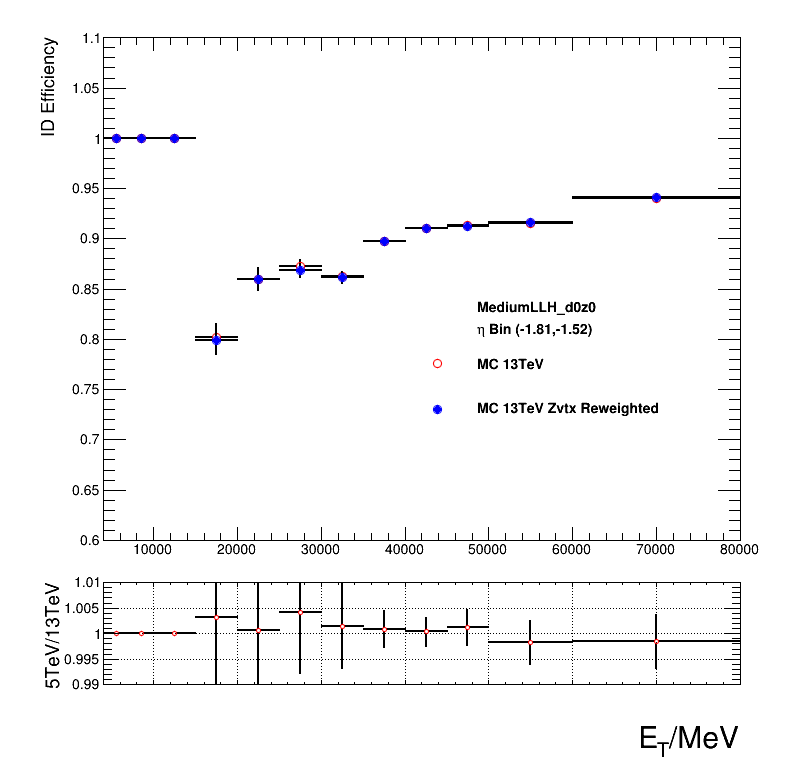 ID Efficiency
1.1
1.05
1
0.95
0.9
0.85
0.8
0.75
0.7
0.65
0.6
MediumLLH_d0z0
η Bin (-1.81,-1.52)
MC 13TeV
MC 13TeV Zvtx Reweighted
10000 20000 30000 40000 50000 60000 70000 80000
5TeV/13TeV
1.01
1.005
1
0.995
0.99
E_T/MeV